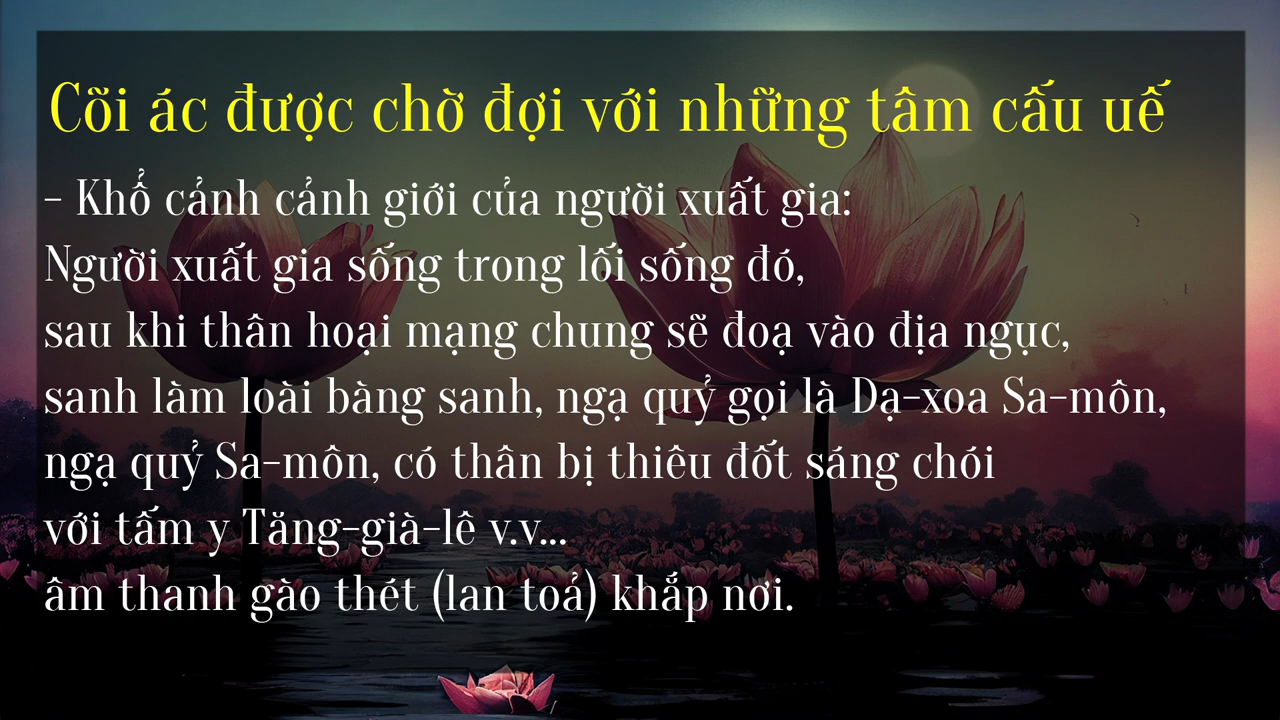 Cõi ác được chờ đợi với những tâm cấu uế
- Khổ cảnh cảnh giới của người xuất gia:
Người xuất gia sống trong lối sống đó,
sau khi thân hoại mạng chung sẽ đoạ vào địa ngục,
sanh làm loài bàng sanh, ngạ quỷ gọi là Dạ-xoa Sa-môn,
ngạ quỷ Sa-môn, có thân bị thiêu đốt sáng chói
với tấm y Tăng-già-lê v.v...
âm thanh gào thét (lan toả) khắp nơi.